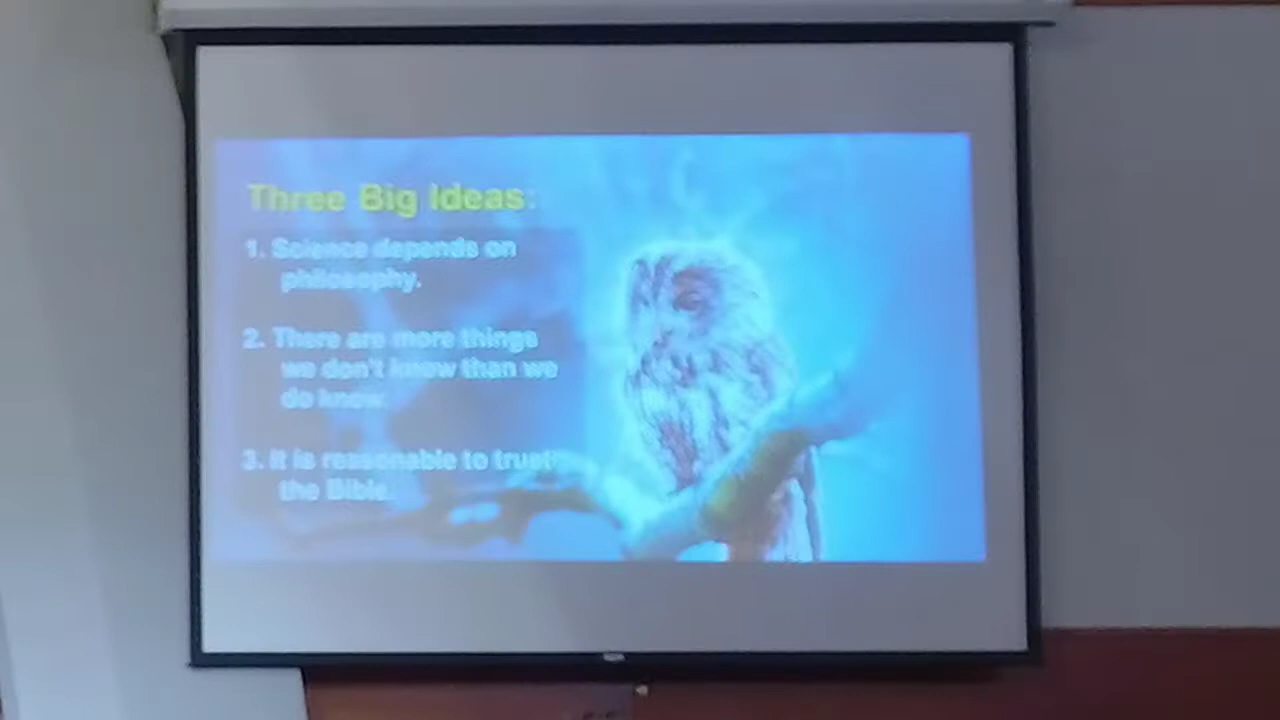 Three Big Ideas:
1. Science depends on
philosophy.
2. There are more things
we don't know than we
do know.
3. It is reasonable to trust
the Bible.